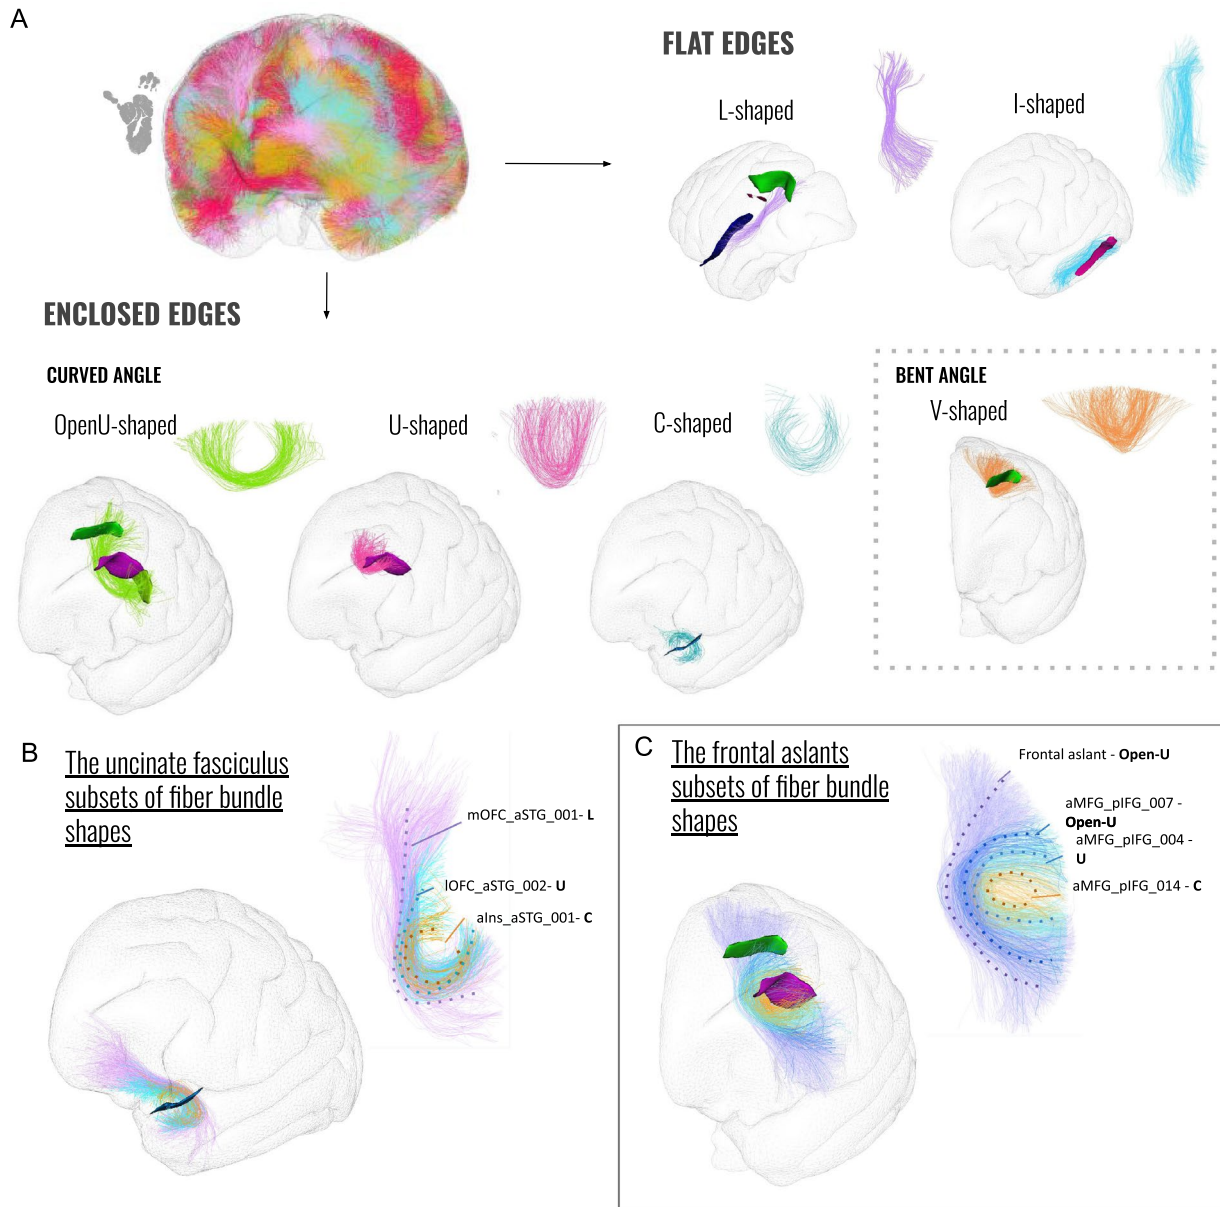 A
FLAT EDGES
L-shaped
I-shaped
ENCLOSED EDGES
CURVED ANGLE
OpenU-shaped
U-shaped
C-shaped
BENT ANGLE
V-shaped
B
The uncinate fasciculus
subsets of fiber bundle
shapes
mOFC_aSTG_001- L
lOFC_aSTG_002- U
aIns_aSTG_001- C
C
The frontal aslants
subsets of fiber bundle
shapes
Frontal aslant - Open-U
aMFG_pIFG_007 -
Open-U
aMFG_pIFG_004 -
U
aMFG_pIFG_014 - C